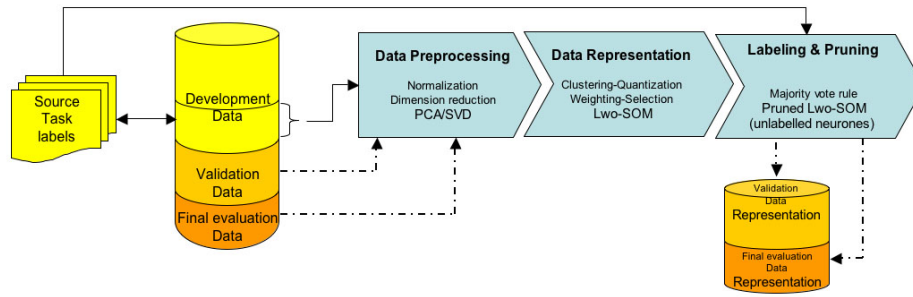 Source
Task
labels
Development
Data
Validation
Data
Final evaluation
Data
Data Preprocessing
Normalization
Dimension reduction
PCA/SVD
Data Representation
Clustering-Quantization
Weighting-Selection
Lwo-SOM
Labeling & Pruning
Majority vote rule
Pruned Lwo-SOM
(unlabelled neurones)
Validation
Data
Representation
Final evaluation
Data
Representation